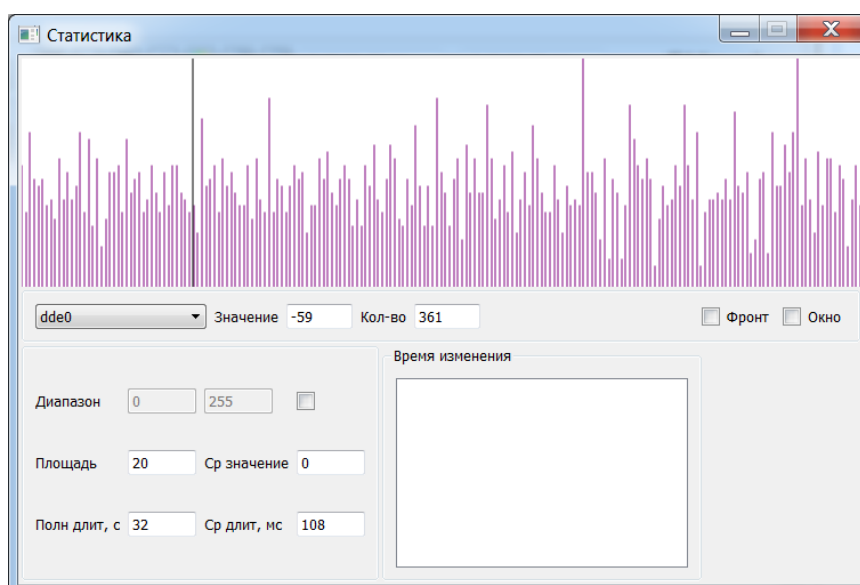 Статистика
dde0 Значение -59 Кол-во 361 Фронт Окно
Время изменения
Диапазон 0 255
Площадь 20 Ср значение 0
Полн длит, с 32 Ср длит, мс 108